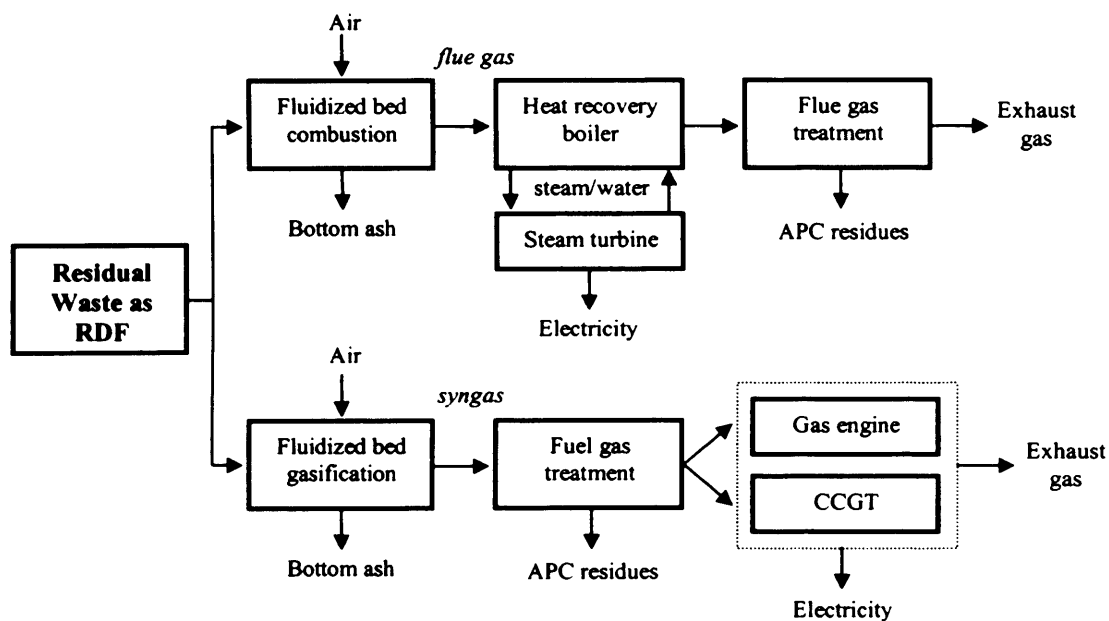 Air
flue gas
Fluidized bed
combustion
Heat recovery
boiler
Flue gas
treatment
Exhaust
gas
steam/water
Bottom ash
Steam turbine
APC residues
Electricity
Residual
Waste as
RDF
Air
syngas
Fluidized bed
gasification
Fuel gas
treatment
Gas engine
CCGT
Exhaust
gas
Bottom ash
APC residues
Electricity